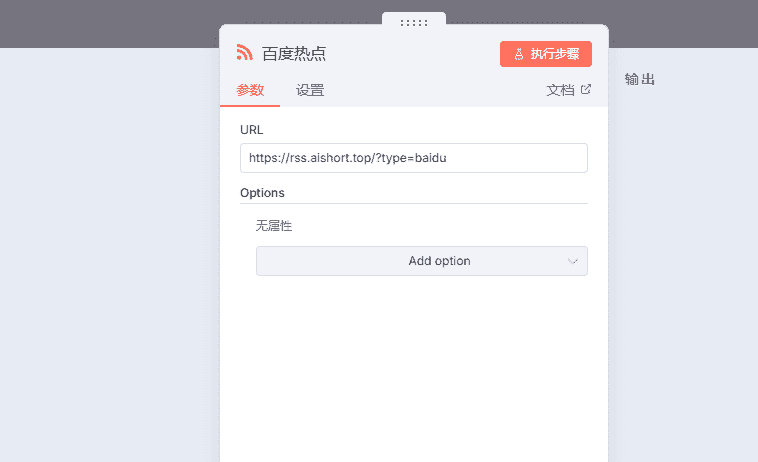 百度热点
执行步骤
参数
设置
文档
输出
URL
https://rss.aishort.top/?type=baidu
Options
无属性
Add option